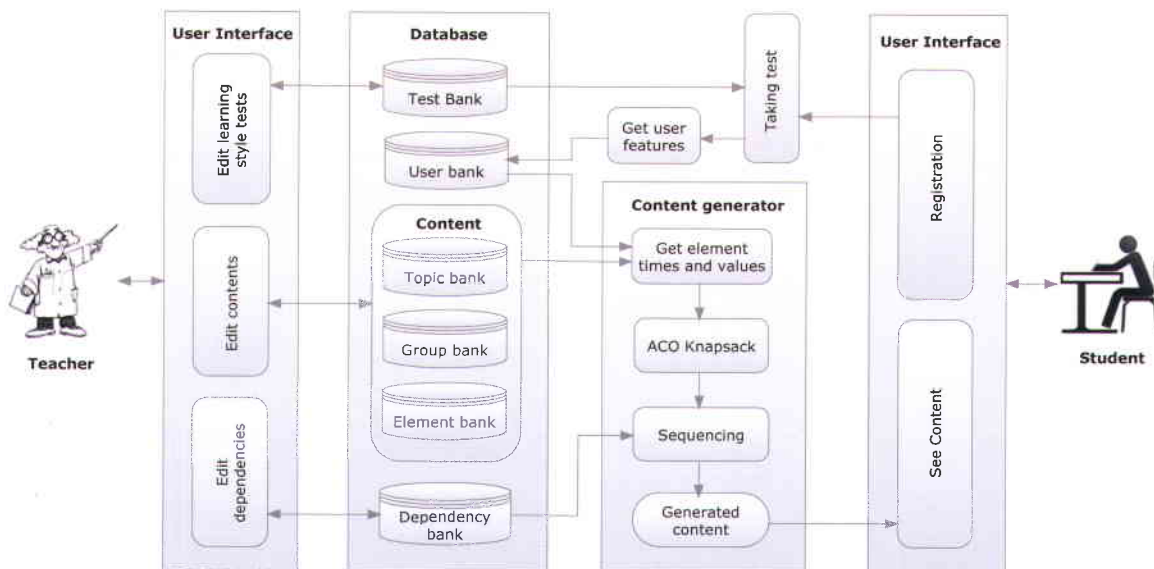 User Interface
Edit learning
style tests
Edit contents
Edit
dependencies
Teacher
Database
Test Bank
User bank
Content
Topic bank
Group bank
Element bank
Dependency
bank
Taking test
Get user
features
Content generator
Get element
times and values
ACO Knapsack
Sequencing
Generated
content
User Interface
Registration
See Content
Student